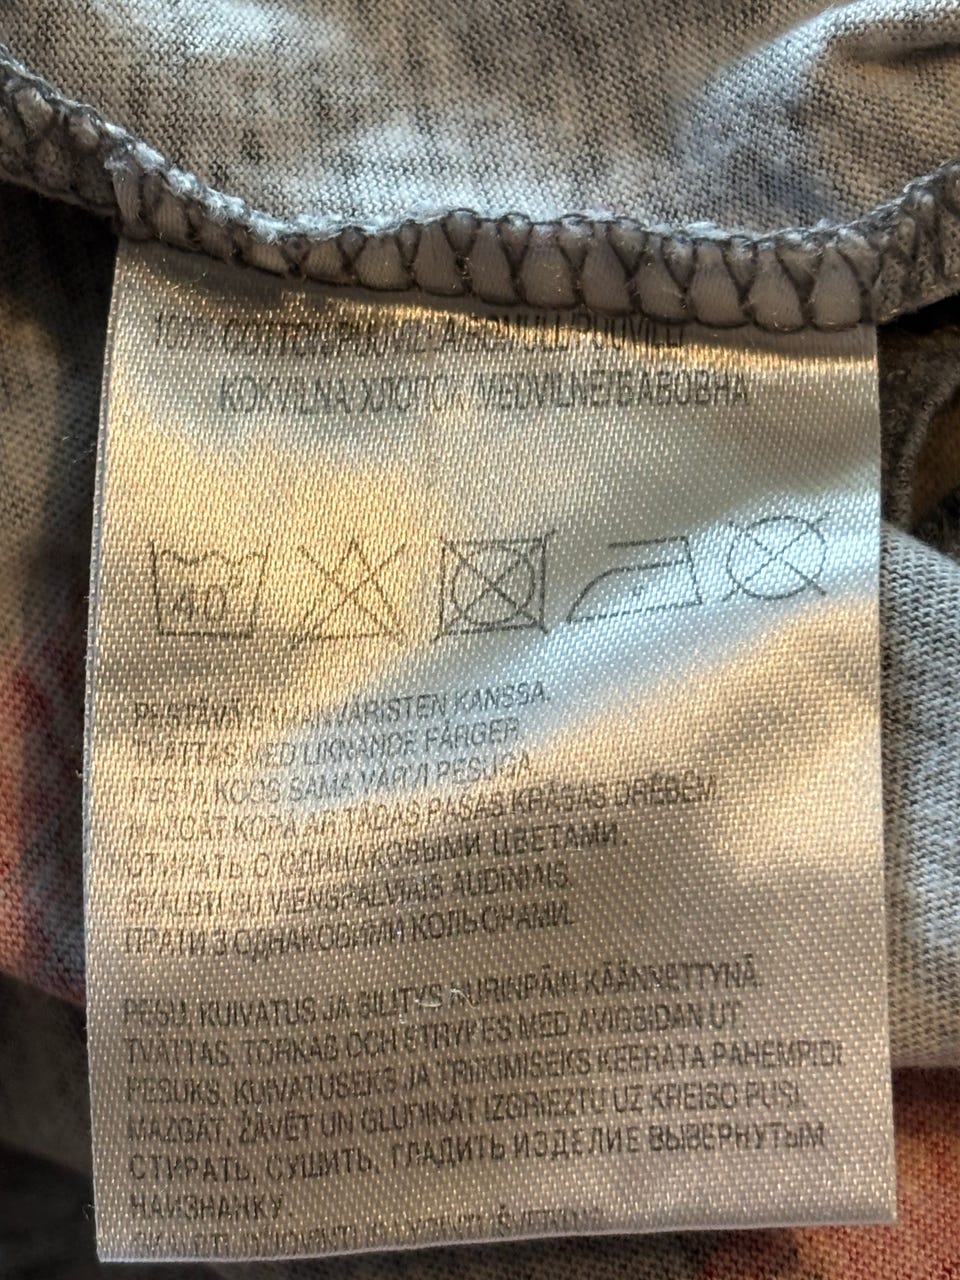 100% COTTON/PUUVILLA/BOMULL/PUUVILL
KOKVILNA/ХЛОПОК/MEDVILNĖ/БАВОВНА
40
PESTÄVÄ SAMANVÄRISTEN KANSSA.
TVÄTTAS MED LIKNANDE FÄRGER.
PESTA KOOS SAMA VÄRVI PESUGA.
MAZGĀT KOPĀ AR TĀDAS PAŠAS KRĀSAS DRĒBĒM.
СТИРАТЬ С ОДИНАКОВЫМИ ЦВЕТАМИ.
SKALBTI SU VIENSPALVIAIS AUDINIAIS.
ПРАТИ З ОДНАКОВИМИ КОЛЬОРАМИ.
PESU, KUIVATUS JA SILITYS NURINPÄIN KÄÄNNETTYNÄ.
TVÄTTAS, TORKAS OCH STRYKES MED AVIGSIDAN UT.
PESUKS, KUIVATUSEKS JA TRIIKIMISEKS KEERATA PAHEMPIDI.
MAZGĀT, ŽĀVĒT UN GLUDINĀT IZGRIEZTU UZ KREISO PUSI.
СТИРАТЬ, СУШИТЬ, ГЛАДИТЬ ИЗДЕЛИЕ ВЫВЕРНУТЫМ
НАИЗНАНКУ.